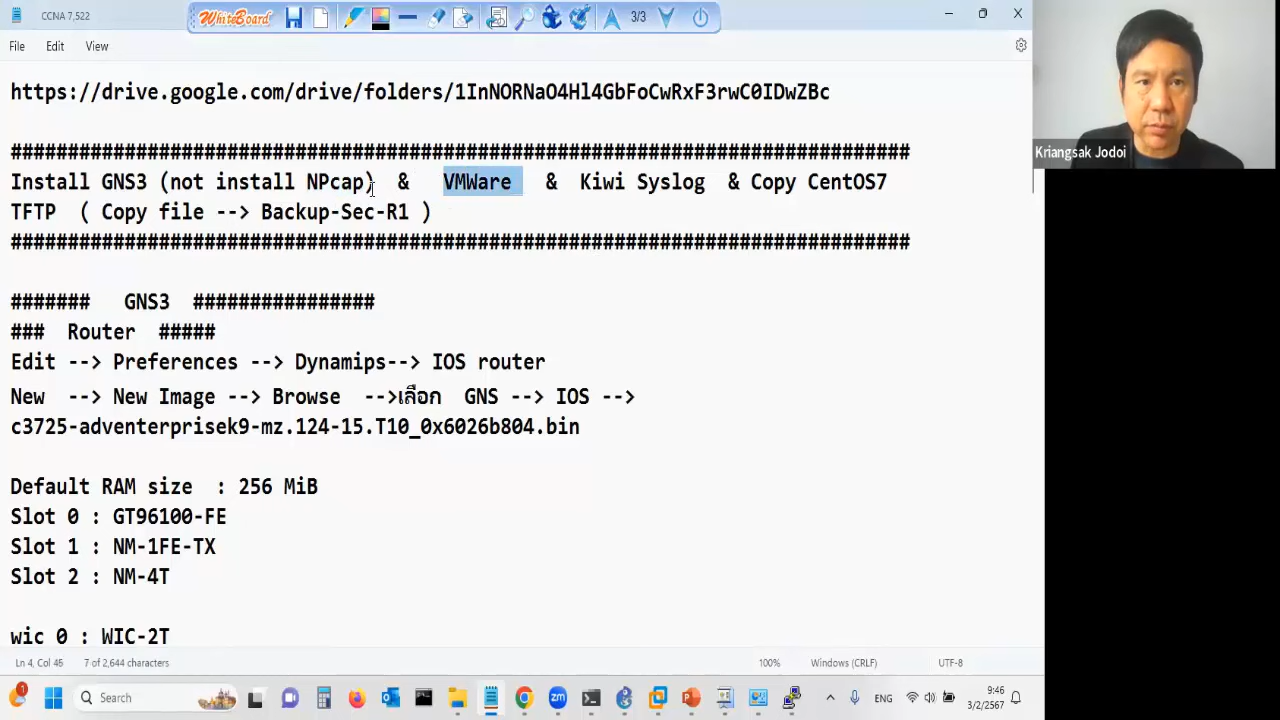 CCNA 7,522
WhiteBoard
3/3
File Edit View
https://drive.google.com/drive/folders/1InNORNaO4Hl4GbFoCwRxF3rwC0IDwZBc
###############################################################################
Install GNS3 (not install NPcap) & VMWare & Kiwi Syslog & Copy CentOS7
TFTP ( Copy file --> Backup-Sec-R1 )
###############################################################################
####### GNS3 ################
### Router #####
Edit --> Preferences --> Dynamips--> IOS router
New --> New Image --> Browse -->เลือก GNS --> IOS -->
c3725-adventerprisek9-mz.124-15.T10_0x6026b804.bin
Default RAM size : 256 MiB
Slot 0 : GT96100-FE
Slot 1 : NM-1FE-TX
Slot 2 : NM-4T
wic 0 : WIC-2T
Ln 4, Col 46 7 of 2,644 characters 100% Windows (CRLF) UTF-8
Search
ENG
9:46
3/2/2567
Kriangsak Jodoi